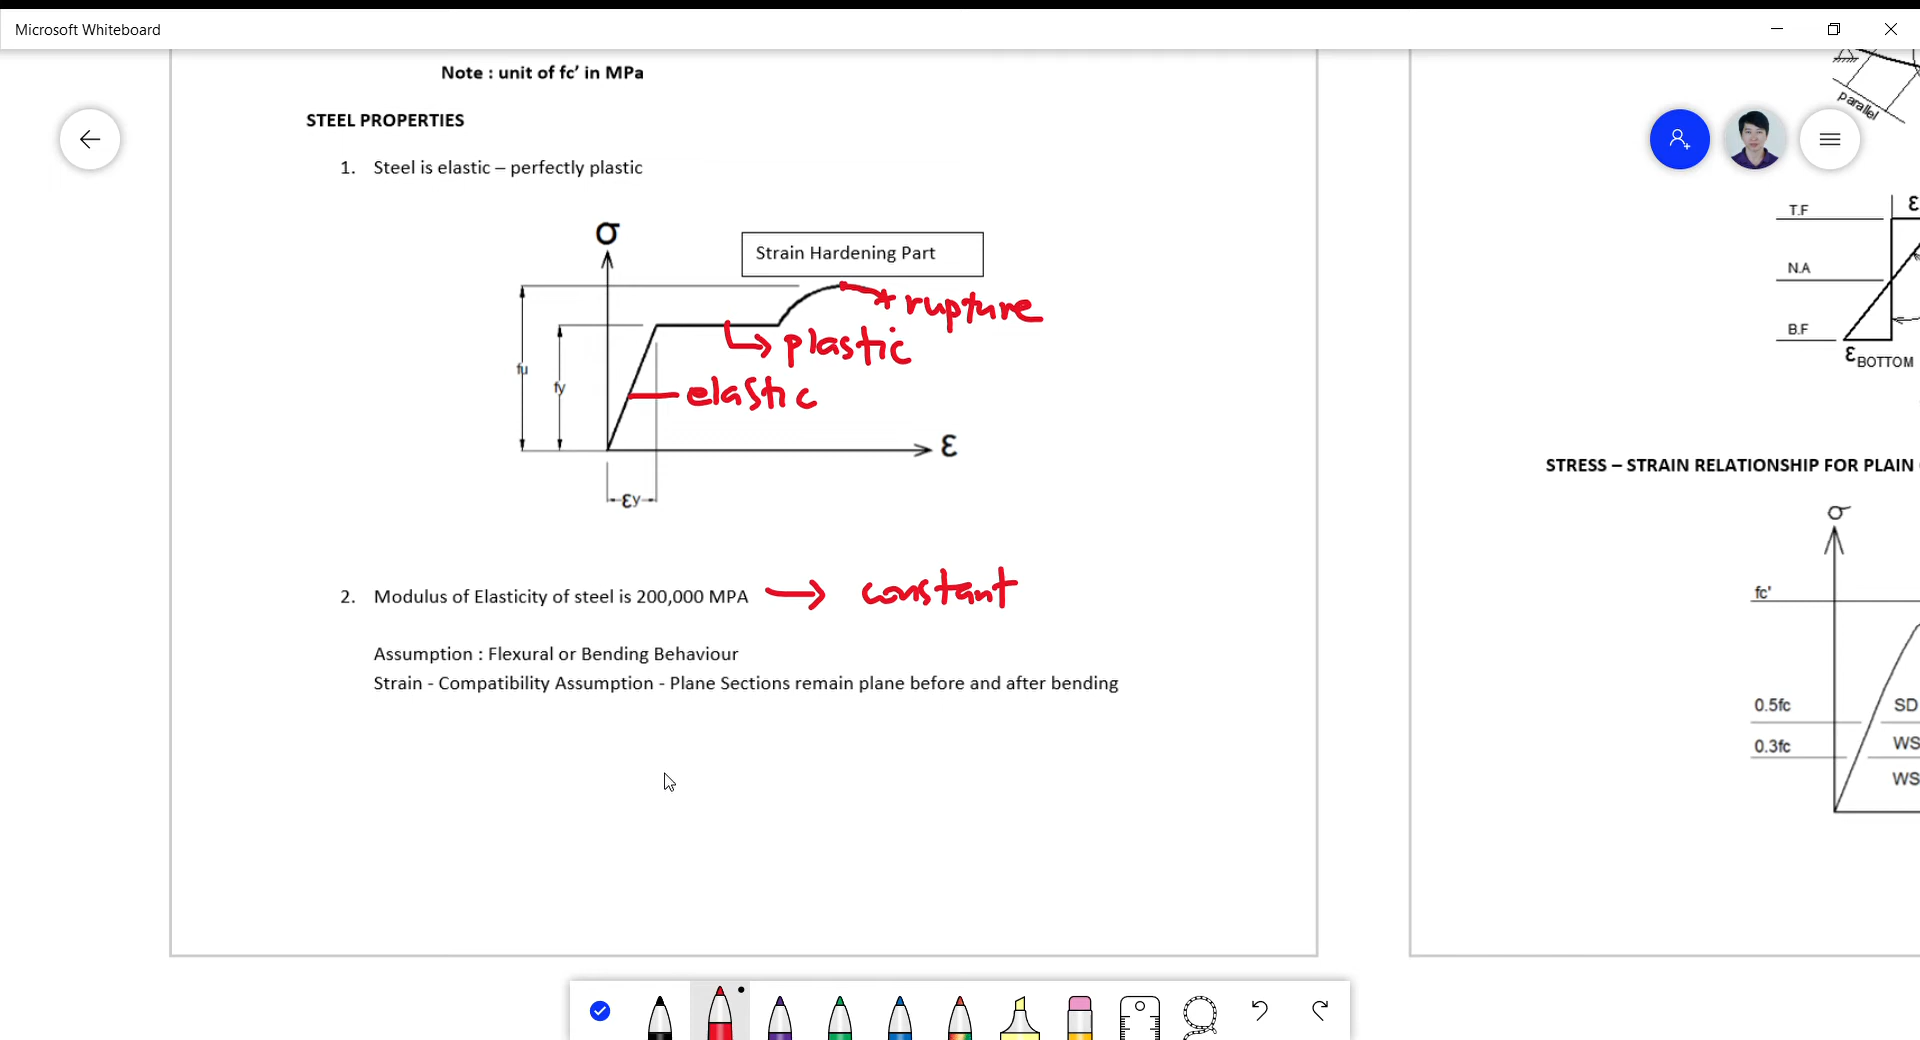 Microsoft Whiteboard
Note : unit of fc’ in MPa
STEEL PROPERTIES
1. Steel is elastic – perfectly plastic
σ
Strain Hardening Part
rupture
plastic
fu
fy
elastic
ε
εy
2. Modulus of Elasticity of steel is 200,000 MPA
constant
Assumption : Flexural or Bending Behaviour
Strain - Compatibility Assumption - Plane Sections remain plane before and after bending
parallel
T.F
ε
N.A
B.F
εBOTTOM
STRESS – STRAIN RELATIONSHIP FOR PLAIN
σ
fc'
0.5fc
SD
0.3fc
WS
WS